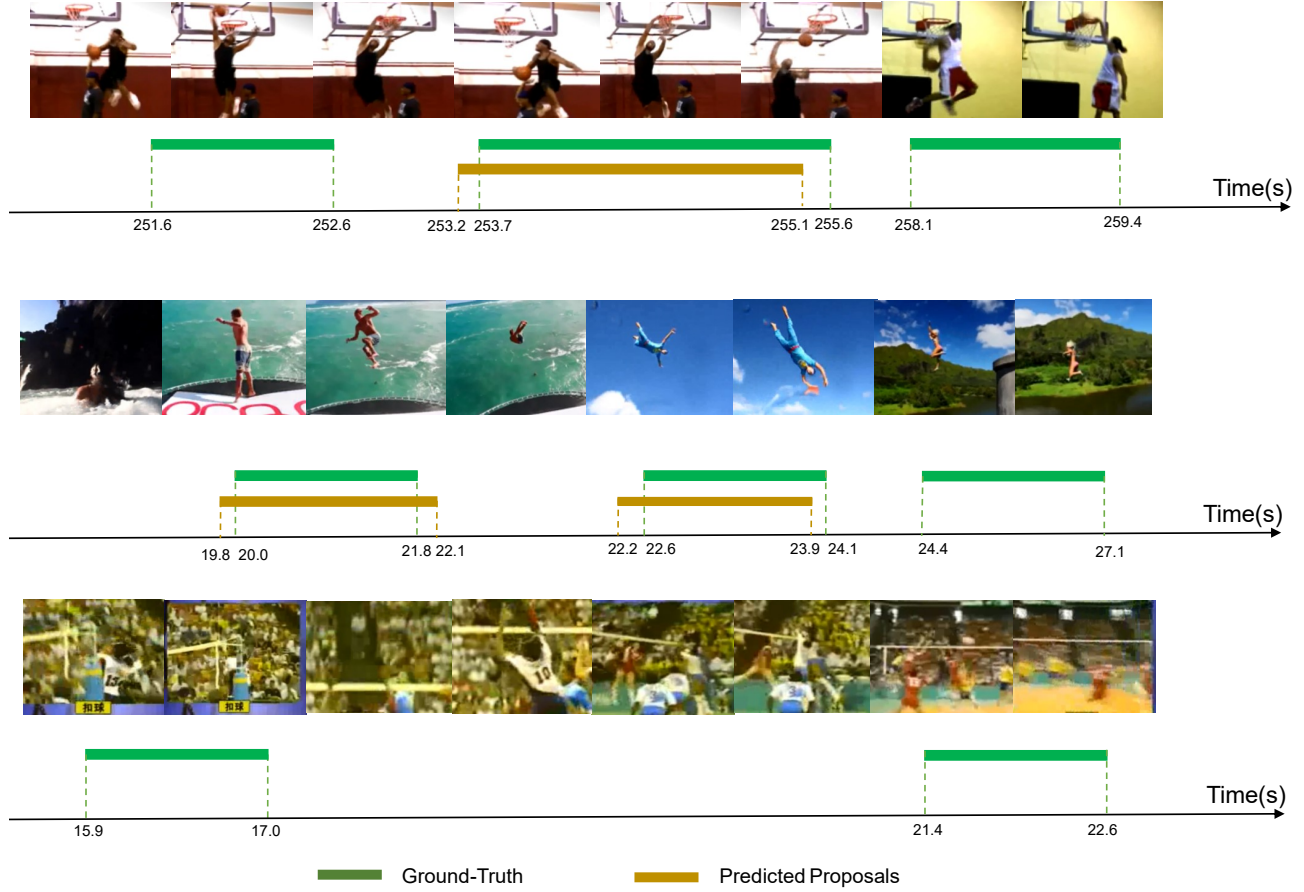 Time(s)
251.6 252.6 253.2 253.7 255.1 255.6 258.1 259.4
Time(s)
19.8 20.0 21.8 22.1 22.2 22.6 23.9 24.1 24.4 27.1
13
扣球
扣球
10
Time(s)
15.9 17.0 21.4 22.6
Ground-Truth
Predicted Proposals